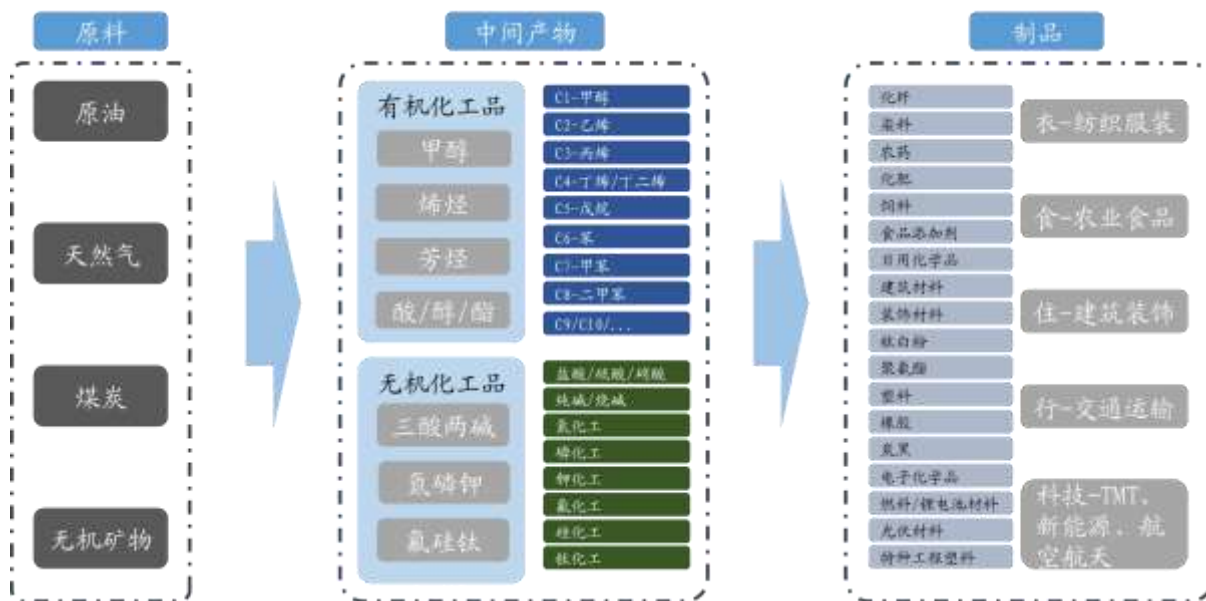 原料
原油
天然气
煤炭
无机矿物
中间产物
有机化工品
甲醇
烯烃
芳烃
酸/醇/酯
C1-甲醇
C2-乙烯
C3-丙烯
C4-丁烯/丁二烯
C5-戊烷
C6-苯
C7-甲苯
C8-二甲苯
C9/C10/...
无机化工品
三酸两碱
氮磷钾
氟硅钛
盐酸/硫酸/硝酸
纯碱/烧碱
氮化工
磷化工
钾化工
氟化工
硅化工
钛化工
制品
化纤
染料
农药
化肥
饲料
食品添加剂
日用化学品
建筑材料
装饰材料
钛白粉
聚氨酯
塑料
橡胶
炭黑
电子化学品
燃料/锂电池材料
光伏材料
特种工程塑料
衣-纺织服装
食-农业食品
住-建筑装饰
行-交通运输
科技-TMT、
新能源、航
空航天